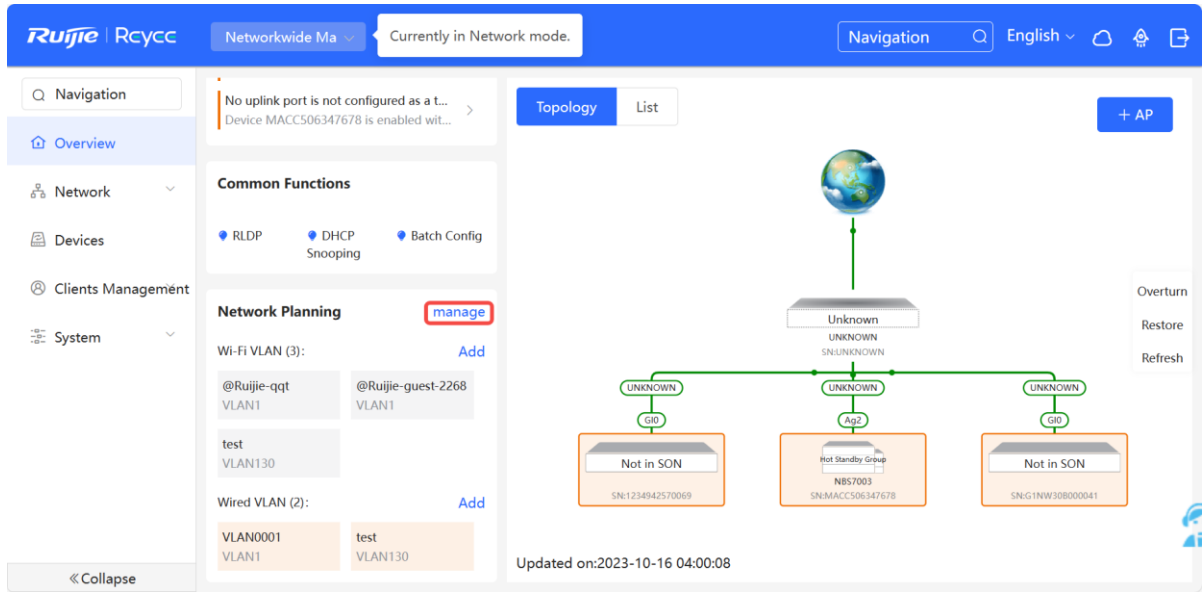 Ruijie | Rcycc
Networkwide Ma
Currently in Network mode.
Navigation
English
Navigation
Overview
Network
Devices
Clients Management
System
«Collapse
No uplink port is not configured as a t...
Device MACC506347678 is enabled wit...
Common Functions
RLDP
DHCP
Snooping
Batch Config
Network Planning
manage
Wi-Fi VLAN (3):
Add
@Ruijie-qqt
VLAN1
@Ruijie-guest-2268
VLAN1
test
VLAN130
Wired VLAN (2):
Add
VLAN0001
VLAN1
test
VLAN130
Topology
List
+ AP
Unknown
UNKNOWN
SN:UNKNOWN
UNKNOWN
UNKNOWN
UNKNOWN
GI0
Ag2
GI0
Not in SON
SN:1234942570069
Hot Standby Group
NBS7003
SN:MACC506347678
Not in SON
SN:G1NW30B000041
Overturn
Restore
Refresh
Updated on:2023-10-16 04:00:08